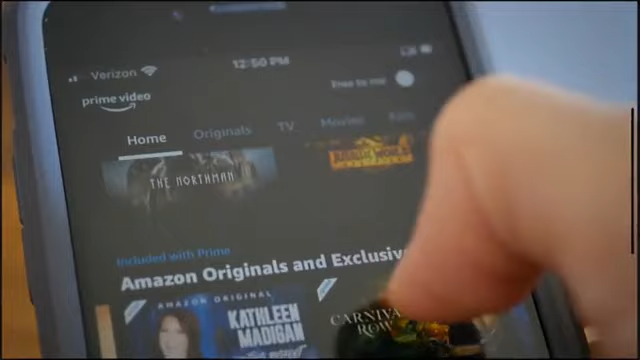 Verizon 12:50 PM
prime video Free to me
Home Originals TV Movies
THE NORTHMAN
Included with Prime
Amazon Originals and Exclusiv
AMAZON ORIGINAL
KATHLEEN
MADIGAN
CARNIVAL
ROW